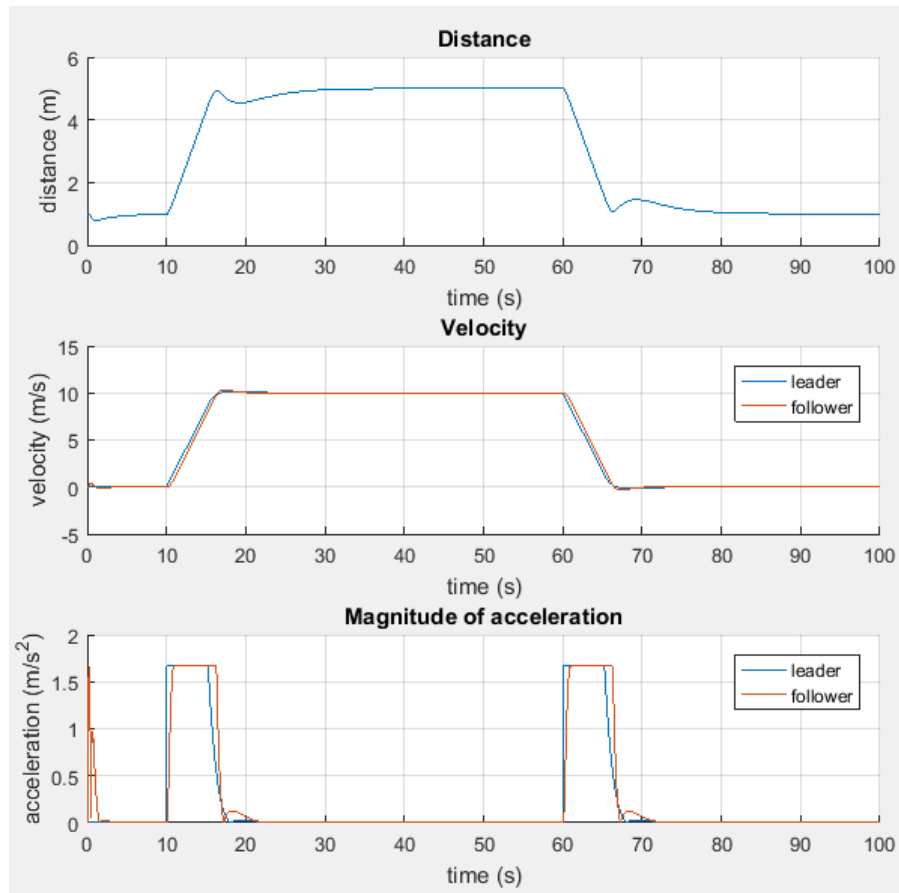 Distance
6
4
2
0
distance (m)
0 10 20 30 40 50 60 70 80 90 100
time (s)
Velocity
15
10
5
0
-5
velocity (m/s)
leader
follower
0 10 20 30 40 50 60 70 80 90 100
time (s)
Magnitude of acceleration
2
1.5
1
0.5
0
acceleration (m/s²)
leader
follower
0 10 20 30 40 50 60 70 80 90 100
time (s)